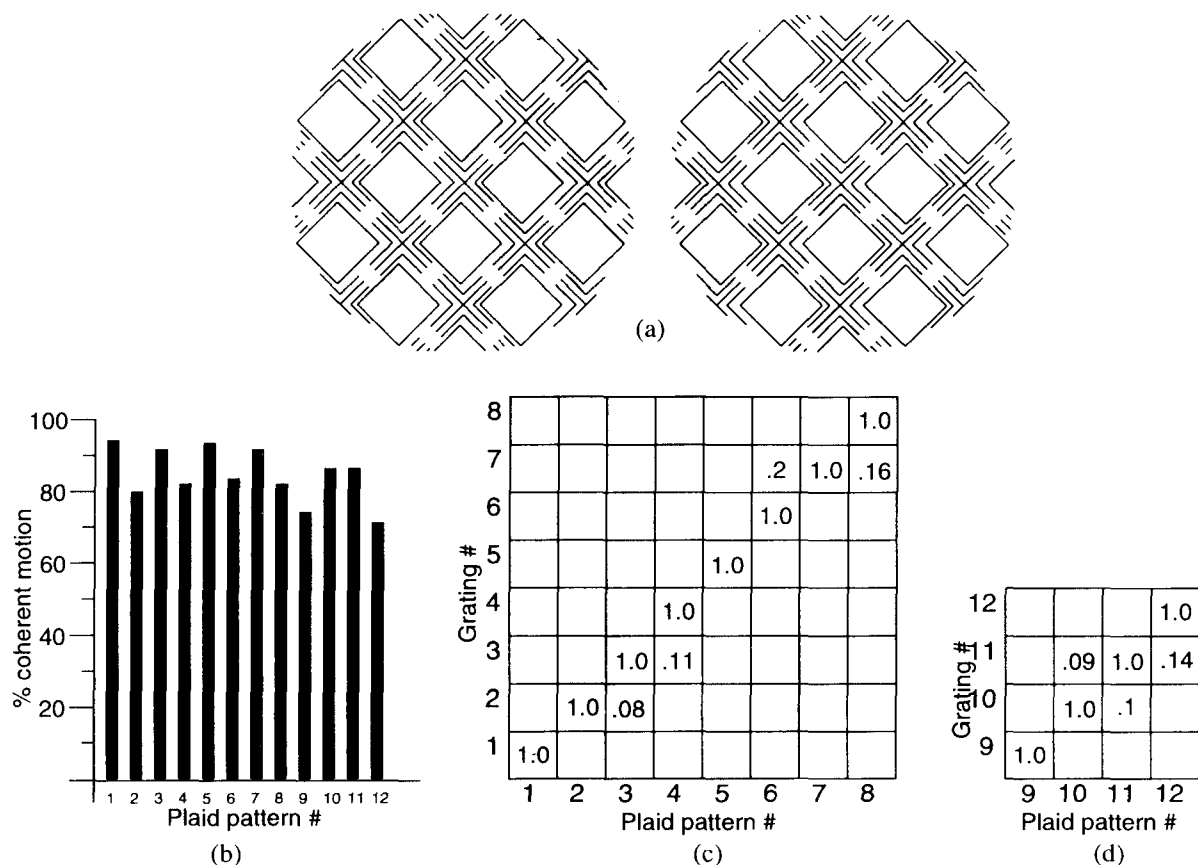 (a)
100
80
60
40
20
% coherent motion
1 2 3 4 5 6 7 8 9 10 11 12
Plaid pattern #
(b)
Grating #
8 1.0
7 .2 1.0 .16
6 1.0
5 1.0
4 1.0
3 1.0 .11
2 1.0 .08
1 1.0
1 2 3 4 5 6 7 8
Plaid pattern #
(c)
Grating #
12 1.0
11 .09 1.0 .14
10 1.0 .1
9 1.0
9 10 11 12
Plaid pattern #
(d)